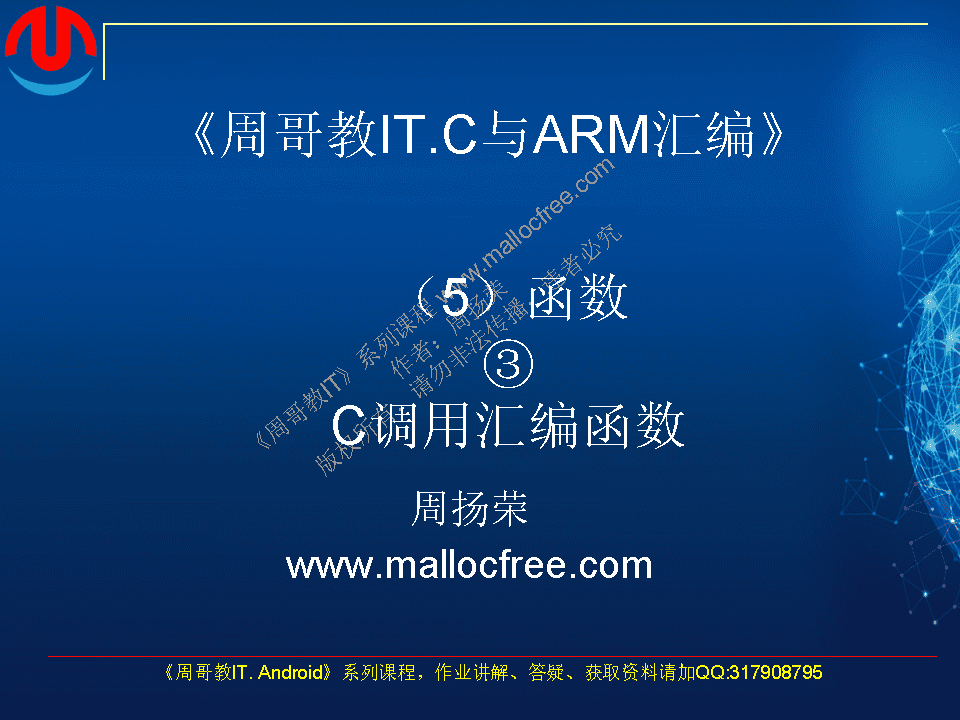 《周哥教IT.C与ARM汇编》
（5）函数
③
C调用汇编函数
《周哥教IT》系列课程 www.mallocfree.com
作者：周扬荣
版权所有 请勿非法传播 违者必究
周扬荣
www.mallocfree.com
《周哥教IT. Android》系列课程，作业讲解、答疑、获取资料请加QQ:317908795